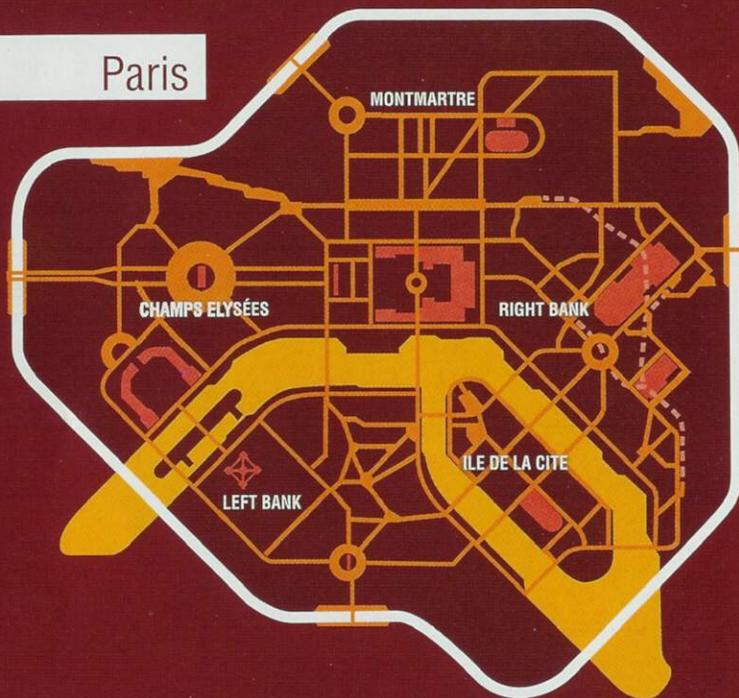 Paris
MONTMARTRE
CHAMPS ELYSÉES
RIGHT BANK
ILE DE LA CITE
LEFT BANK